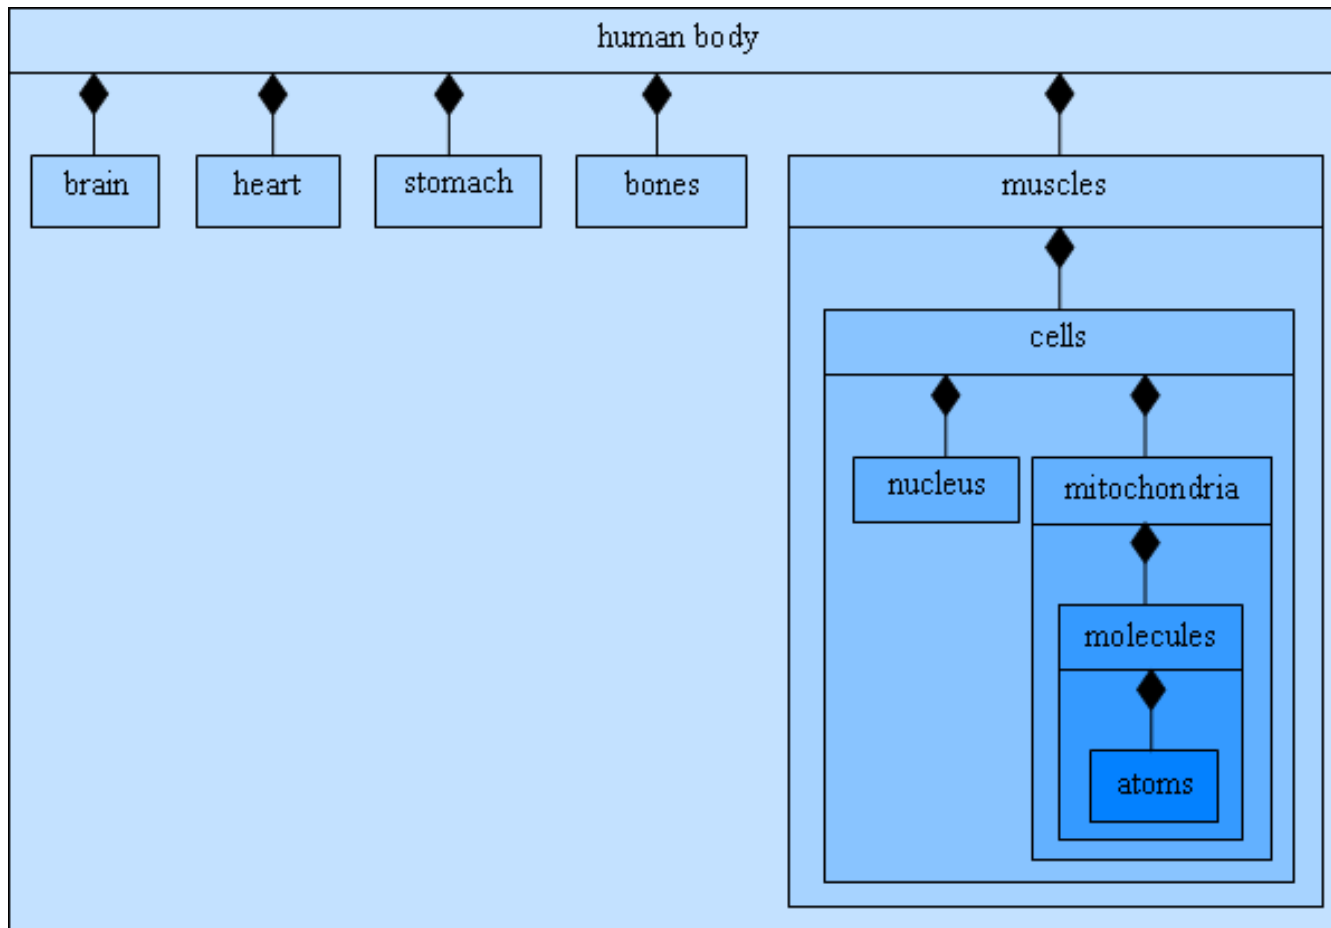 human body
brain
heart
stomach
bones
muscles
cells
nucleus
mitochondria
molecules
atoms